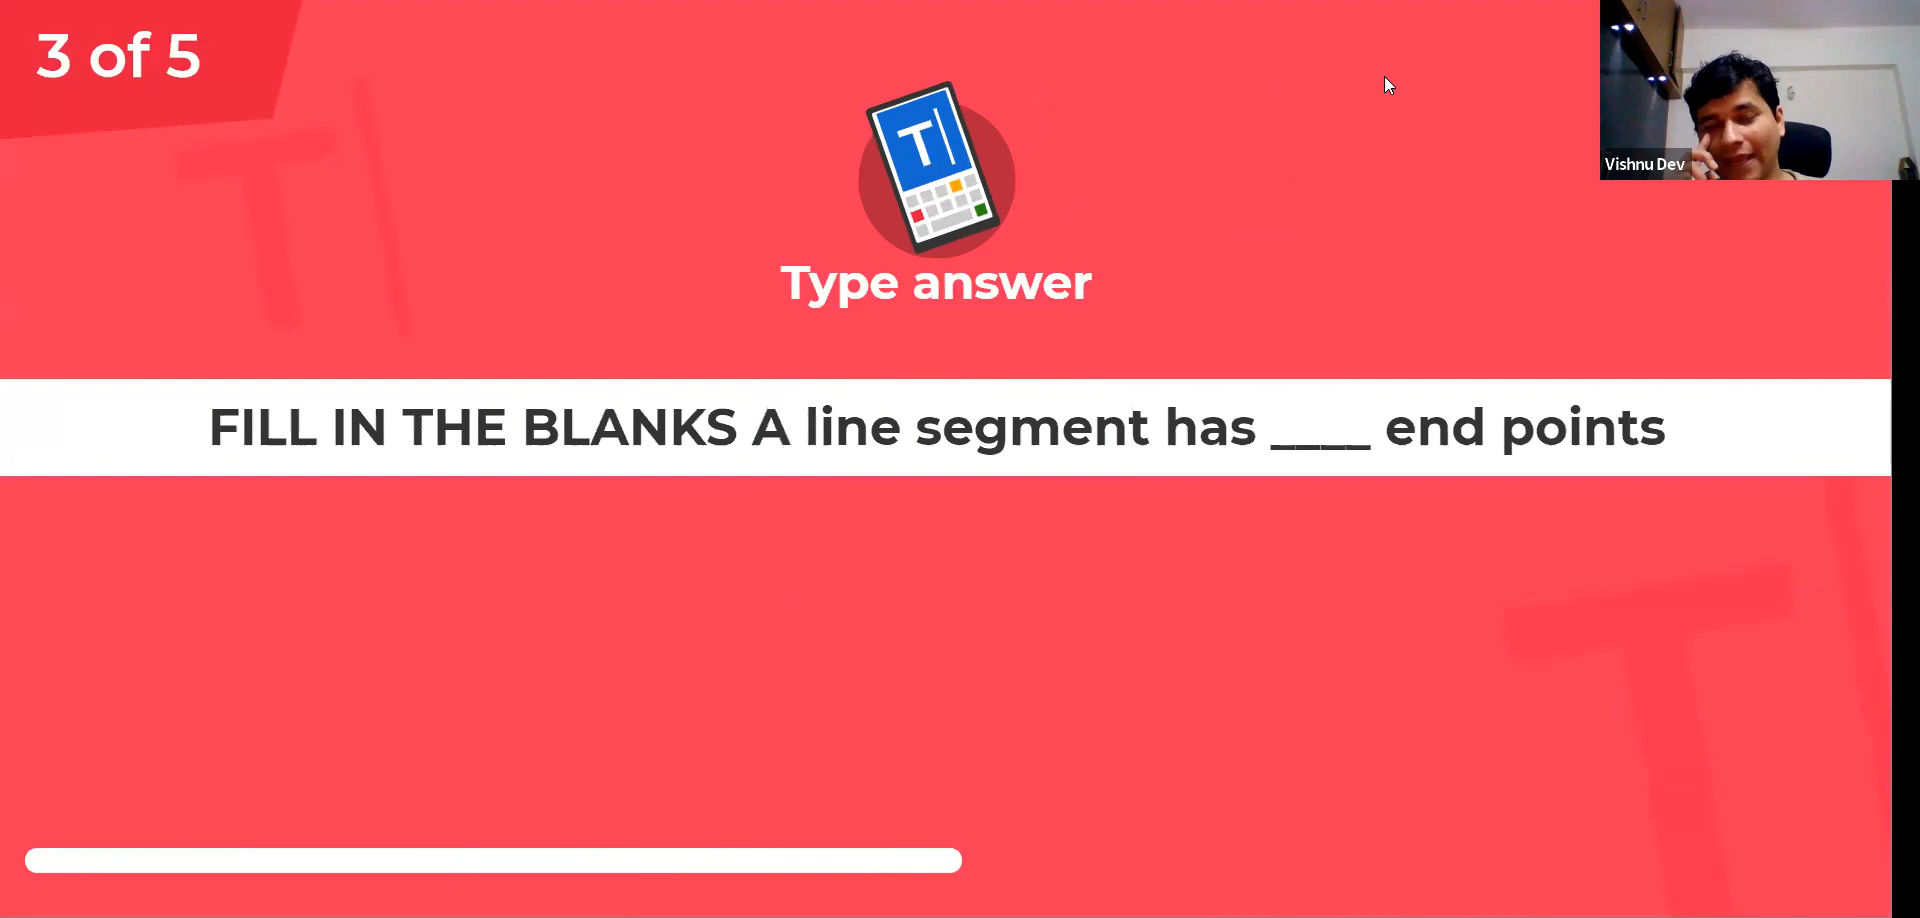 3 of 5
Vishnu Dev
Type answer
FILL IN THE BLANKS A line segment has ____ end points